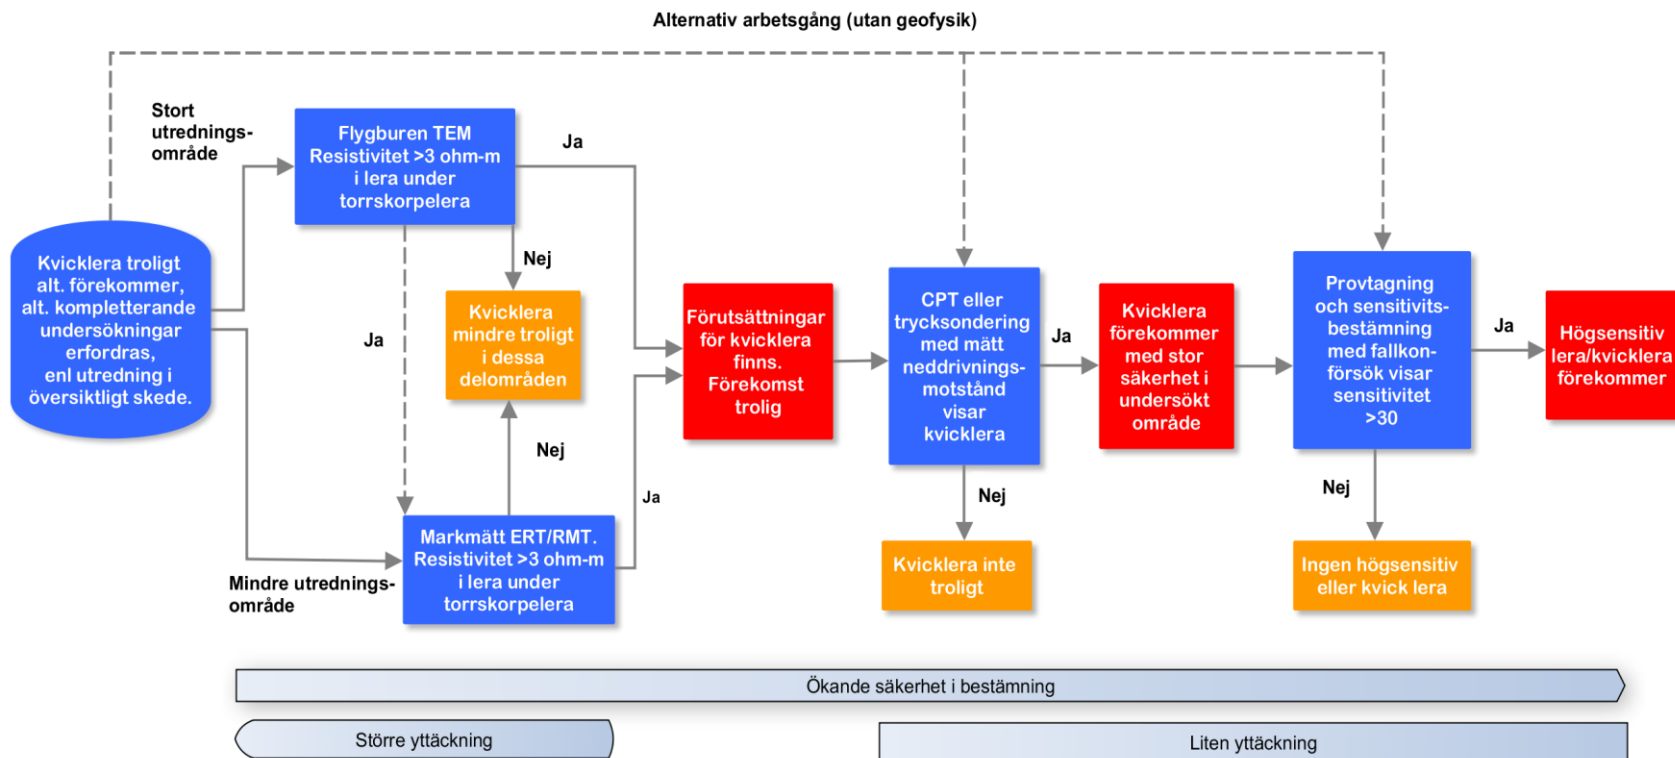 Alternativ arbetsgång (utan geofysik)
Stort
utrednings-
område
Flygburen TEM
Resistivitet >3 ohm-m
i lera under
torrskorpelera
Ja
Nej
Kvicklera troligt
alt. förekommer,
alt. kompletterande
undersökningar
erfordras,
enl utredning i
översiktligt skede.
Ja
Kvicklera
mindre troligt
i dessa
delområden
Nej
Förutsättningar
för kvicklera
finns.
Förekomst
trolig
Ja
CPT eller
trycksondering
med mätt
neddrivnings-
motstånd
visar
kvicklera
Ja
Kvicklera
förekommer
med stor
säkerhet i
undersökt
område
Provtagning
och sensitivits-
bestämning
med fallkon-
försök visar
sensitivitet
>30
Ja
Högsensitiv
lera/kvicklera
förekommer
Nej
Nej
Mindre utrednings-
område
Markmätt ERT/RMT.
Resistivitet >3 ohm-m
i lera under
torrskorpelera
Kvicklera inte
troligt
Ingen högsensitiv
eller kvick lera
Ökande säkerhet i bestämning
Större yttäckning
Liten yttäckning